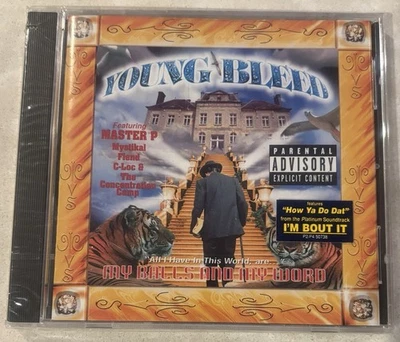 YOUNG BLEED
Featuring
MASTER P
Mystikal
Fiend
C-Loc &
The
Concentration
Camp
PARENTAL
ADVISORY
EXPLICIT CONTENT
features
"How Ya Do Dat"
from the Platinum Soundtrack
I'M BOUT IT
"All I Have In This World, are...
MY BALLS AND MY WORD